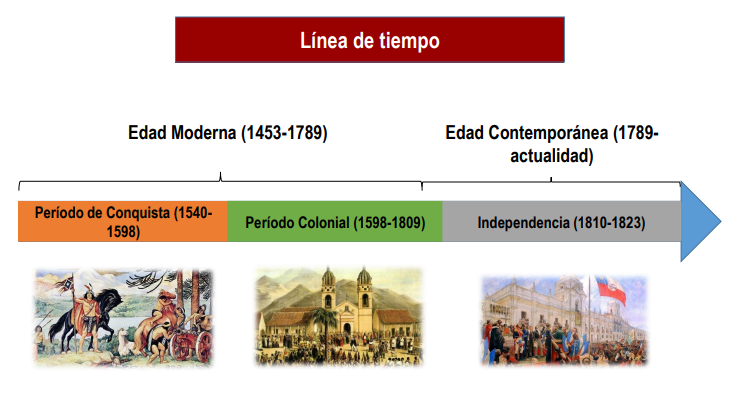 Línea de tiempo
Edad Moderna (1453-1789)
Edad Contemporánea (1789-
actualidad)
Período de Conquista (1540-
1598)
Período Colonial (1598-1809)
Independencia (1810-1823)